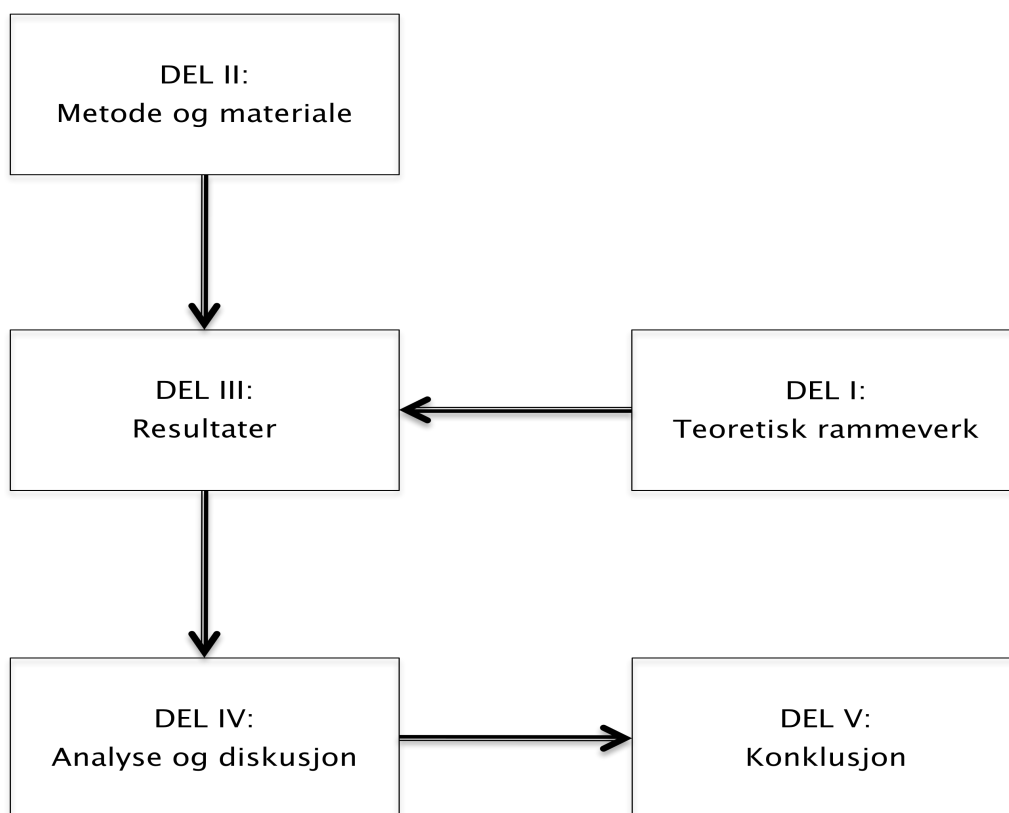 DEL II:
Metode og materiale
DEL III:
Resultater
DEL I:
Teoretisk rammeverk
DEL IV:
Analyse og diskusjon
DEL V:
Konklusjon